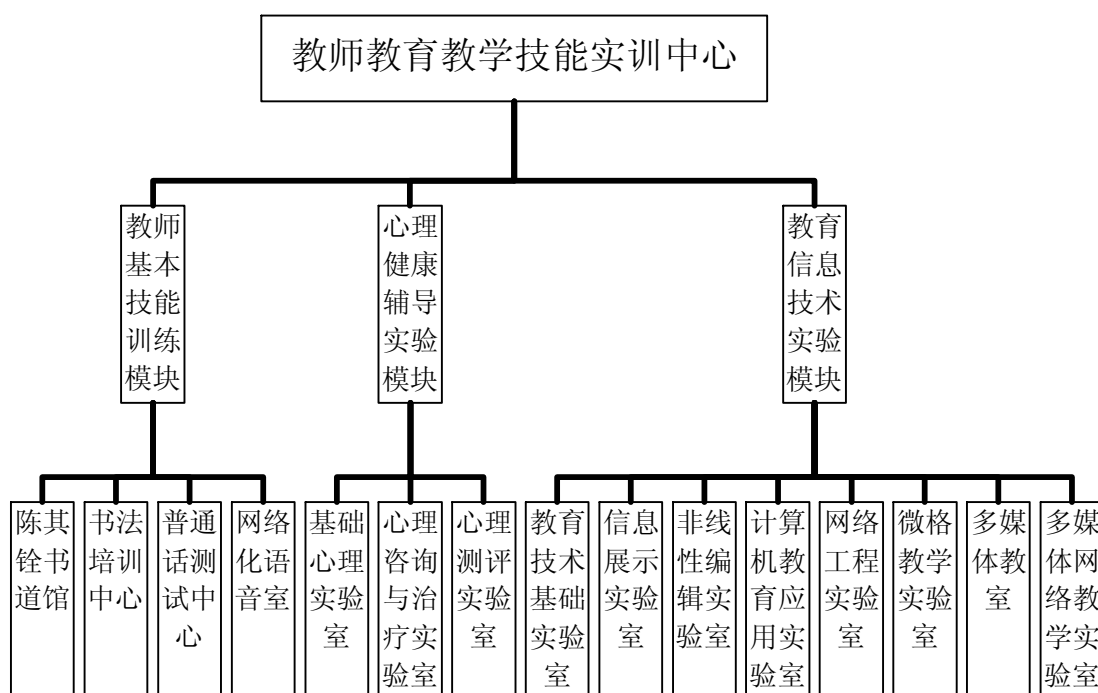 教师教育教学技能实训中心
教师
基本
技能
训练
模块
心理
健康
辅导
实验
模块
教育
信息
技术
实验
模块
陈其
铨书
道馆
书法
培训
中心
普通
话测
试中
心
网络
化语
音室
基础
心理
实验
室
心理
咨询
与治
疗实
验室
心理
测评
实验
室
教育
技术
基础
实验
室
信息
展示
实验
室
非线
性编
辑实
验室
计算
机教
育应
用实
验室
网络
工程
实验
室
微格
教学
实验
室
多媒
体教
室
多媒
体网
络教
学实
验室